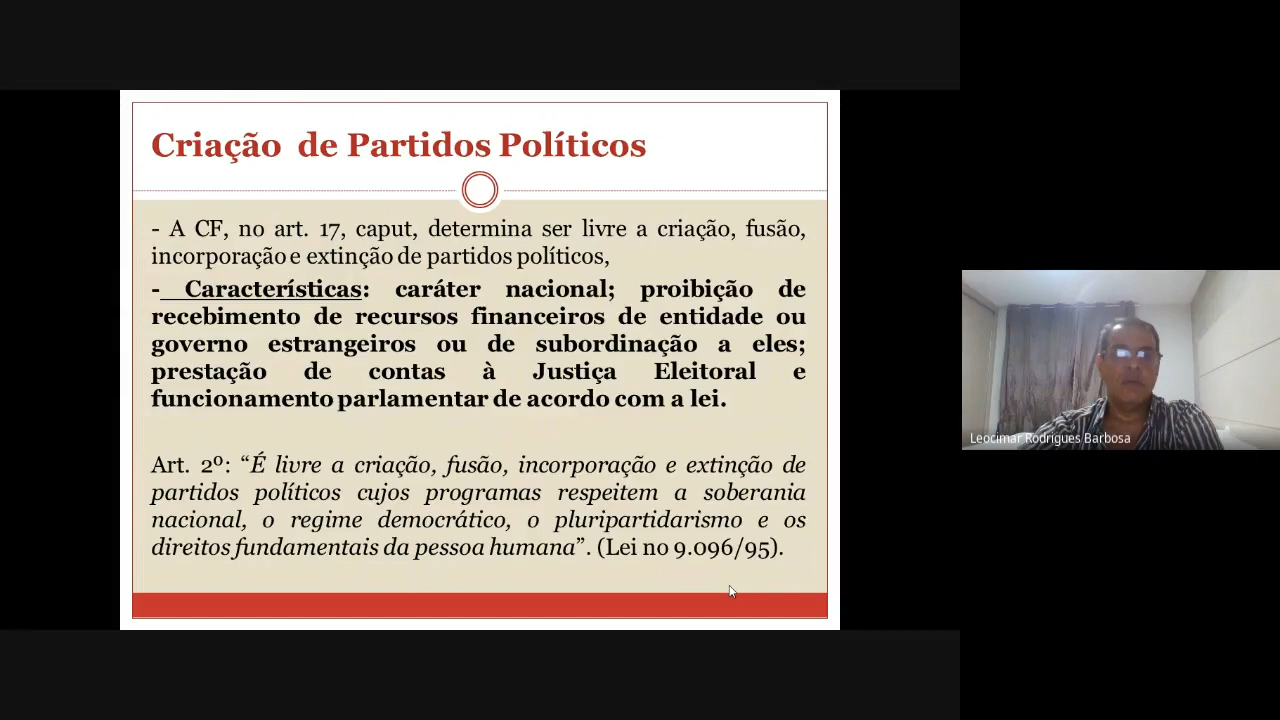 Criação de Partidos Políticos
- A CF, no art. 17, caput, determina ser livre a criação, fusão,
incorporação e extinção de partidos políticos,
- Características: caráter nacional; proibição de
recebimento de recursos financeiros de entidade ou
governo estrangeiros ou de subordinação a eles;
prestação de contas à Justiça Eleitoral e
funcionamento parlamentar de acordo com a lei.
Art. 2º: “É livre a criação, fusão, incorporação e extinção de
partidos políticos cujos programas respeitem a soberania
nacional, o regime democrático, o pluripartidarismo e os
direitos fundamentais da pessoa humana”. (Lei no 9.096/95).
Leocimar Rodrigues Barbosa